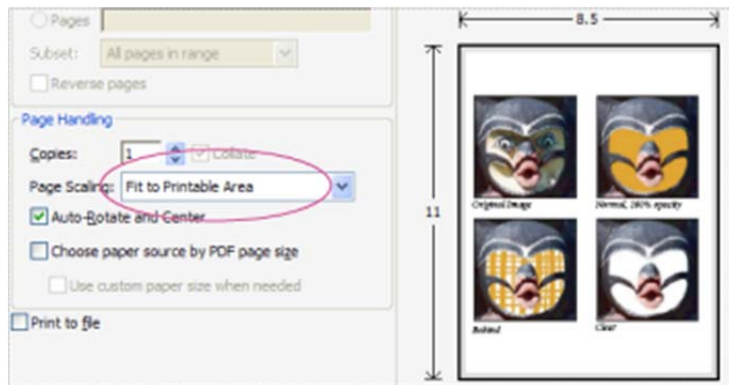 Pages
Subset: All pages in range
Reverse pages
Page Handling
Copies: 1 Collate
Page Scaling: Fit to Printable Area
Auto-Rotate and Center
Choose paper source by PDF page size
Use custom paper size when needed
Print to file
8.5
11
Original Image
Normal, 100% opacity
Behind
Clear